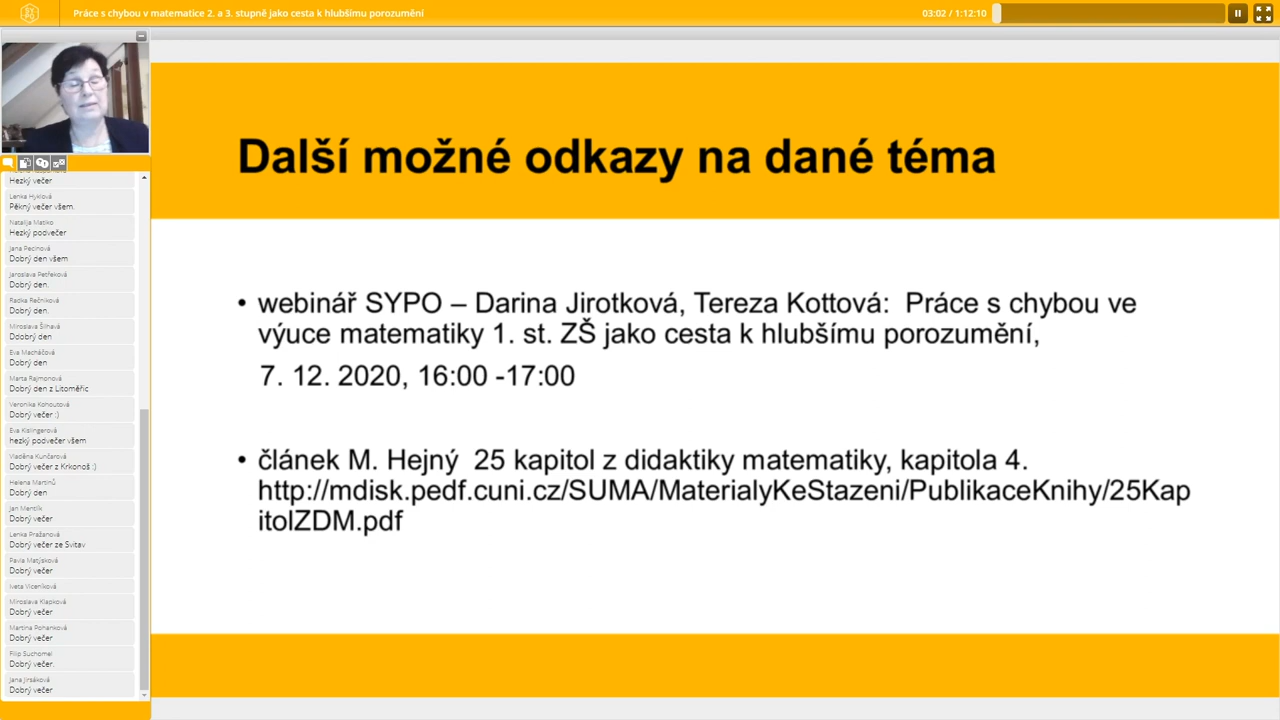 Práce s chybou v matematice 2. a 3. stupně jako cesta k hlubšímu porozumění
03:02 / 1:12:10
Hezký večer
Lenka Hyklová
Pěkný večer všem.
Natalija Matiko
Hezký podvečer
Jana Pecinová
Dobrý den všem
Jaroslava Petřeková
Dobrý den.
Radka Řečniková
Dobrý den.
Miroslava Šilhavá
Ddobrý den
Eva Macháčová
Dobrý den
Marta Rajmonová
Dobrý den z Litoměřic
Veronika Kohoutová
Dobrý večer :)
Eva Kislingerová
hezký podvečer všem
Vladěna Kunčarová
Dobrý večer z Krkonoš :)
Helena Martinů
Dobrý den
Jan Mentlík
Dobrý večer
Lenka Pražanová
Dobrý večer ze Svitav
Pavla Matýsková
Dobrý večer
Iveta Viceníková
Miroslava Klapková
Dobrý večer
Martina Pohanková
Dobrý večer
Filip Suchomel
Dobrý večer.
Jana Jirsáková
Dobrý večer
Další možné odkazy na dané téma
• webinář SYPO – Darina Jirotková, Tereza Kottová: Práce s chybou ve
výuce matematiky 1. st. ZŠ jako cesta k hlubšímu porozumění,
7. 12. 2020, 16:00 -17:00
• článek M. Hejný 25 kapitol z didaktiky matematiky, kapitola 4.
http://mdisk.pedf.cuni.cz/SUMA/MaterialyKeStazeni/PublikaceKnihy/25Kap
itolZDM.pdf